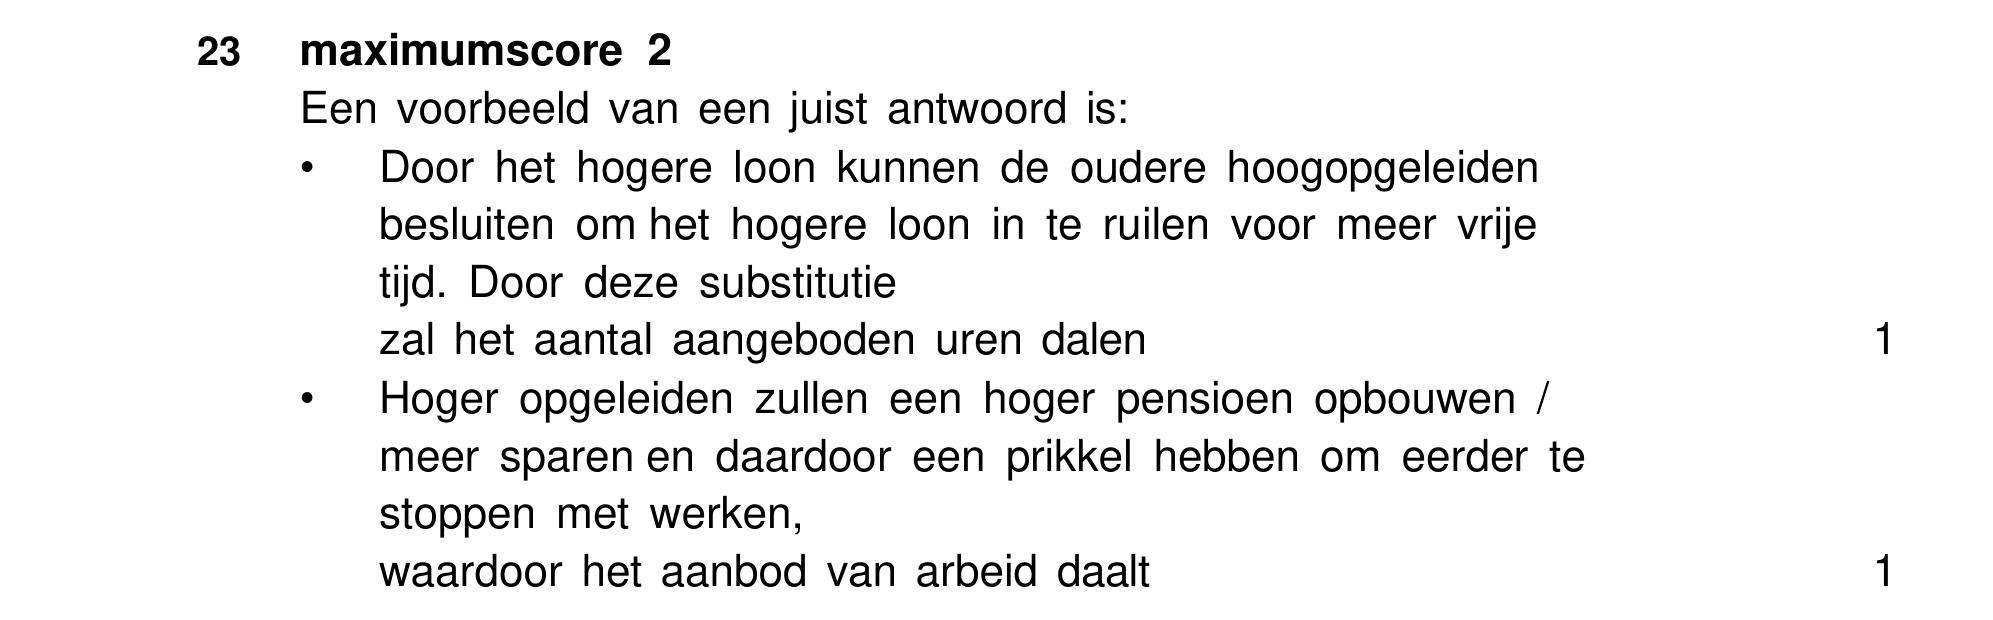 23 maximumscore 2
Een voorbeeld van een juist antwoord is:
• Door het hogere loon kunnen de oudere hoogopgeleiden
besluiten om het hogere loon in te ruilen voor meer vrije
tijd. Door deze substitutie
zal het aantal aangeboden uren dalen 1
• Hoger opgeleiden zullen een hoger pensioen opbouwen /
meer sparen en daardoor een prikkel hebben om eerder te
stoppen met werken,
waardoor het aanbod van arbeid daalt 1